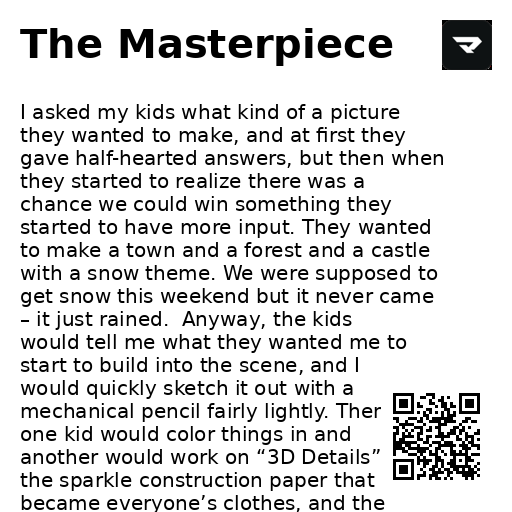 The Masterpiece
I asked my kids what kind of a picture
they wanted to make, and at first they
gave half-hearted answers, but then when
they started to realize there was a
chance we could win something they
started to have more input. They wanted
to make a town and a forest and a castle
with a snow theme. We were supposed to
get snow this weekend but it never came
– it just rained.  Anyway, the kids
would tell me what they wanted me to
start to build into the scene, and I
would quickly sketch it out with a
mechanical pencil fairly lightly. Ther
one kid would color things in and
another would work on “3D Details”
the sparkle construction paper that
became everyone’s clothes, and the